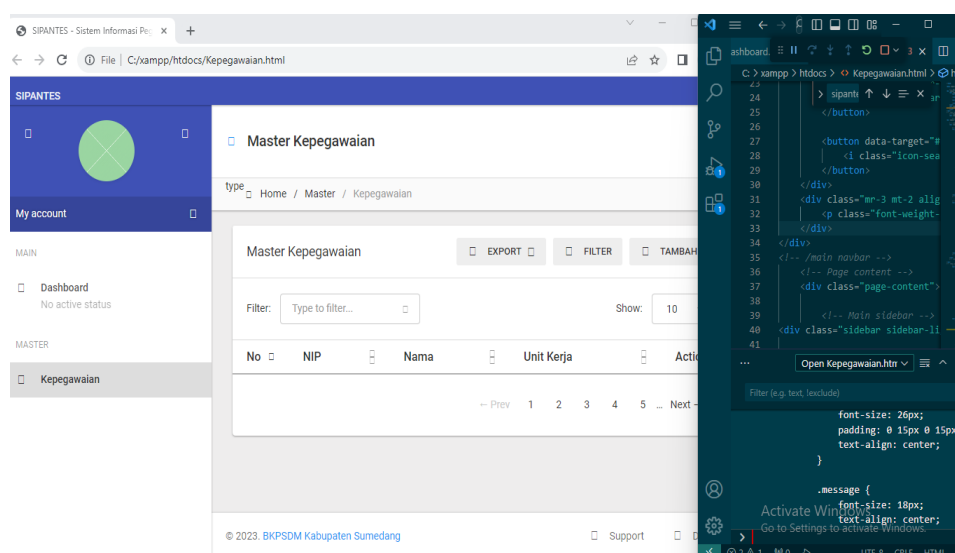 SIPANTES - Sistem Informasi Peg
File C:/xampp/htdocs/Kepegawaian.html
SIPANTES
My account
MAIN
Dashboard
No active status
MASTER
Kepegawaian
Master Kepegawaian
type
Home / Master / Kepegawaian
Master Kepegawaian
EXPORT
FILTER
TAMBAH
Filter:
Type to filter...
Show:
10
No
NIP
Nama
Unit Kerja
← Prev 1 2 3 4 5 ... Next
© 2023. BKPSDM Kabupaten Sumedang
Support
ashboard.
3
C: > xampp > htdocs > Kepegawaian.html >
sipante
23
24
25 </button>
26
27 <button data-target="#
28 <i class="icon-sea
29 </button>
30 </div>
31 <div class="mr-3 mt-2 alig
32 <p class="font-weight-
33 </div>
34 </div>
35 <!-- /main navbar -->
36 <!-- Page content -->
37 <div class="page-content">
38
39 <!-- Main sidebar -->
40 <div class="sidebar sidebar-li
41
Open Kepegawaian.htm
Filter (e.g. text, !exclude)
font-size: 26px;
padding: 0 15px 0 15px
text-align: center;
}
.message {
font-size: 18px;
text-align: center;
Activate Windows
Go to Settings to activate Windows.
UTF-8 CRLF HTML